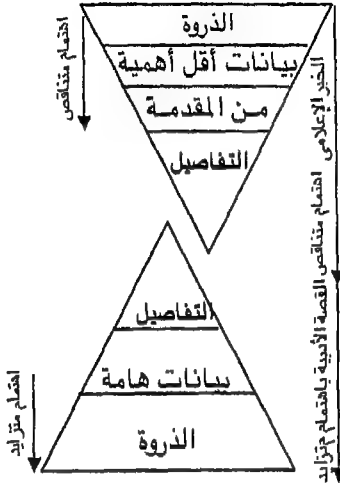 الذروة
بيانات أقل أهمية
من المقدمة
التفاصيل
اهتمام متناقص
الخبر الإعلامى
اهتمام متناقص القصة الأدبية باهتمام متزايد
التفاصيل
بيانات هامة
الذروة
اهتمام متزايد